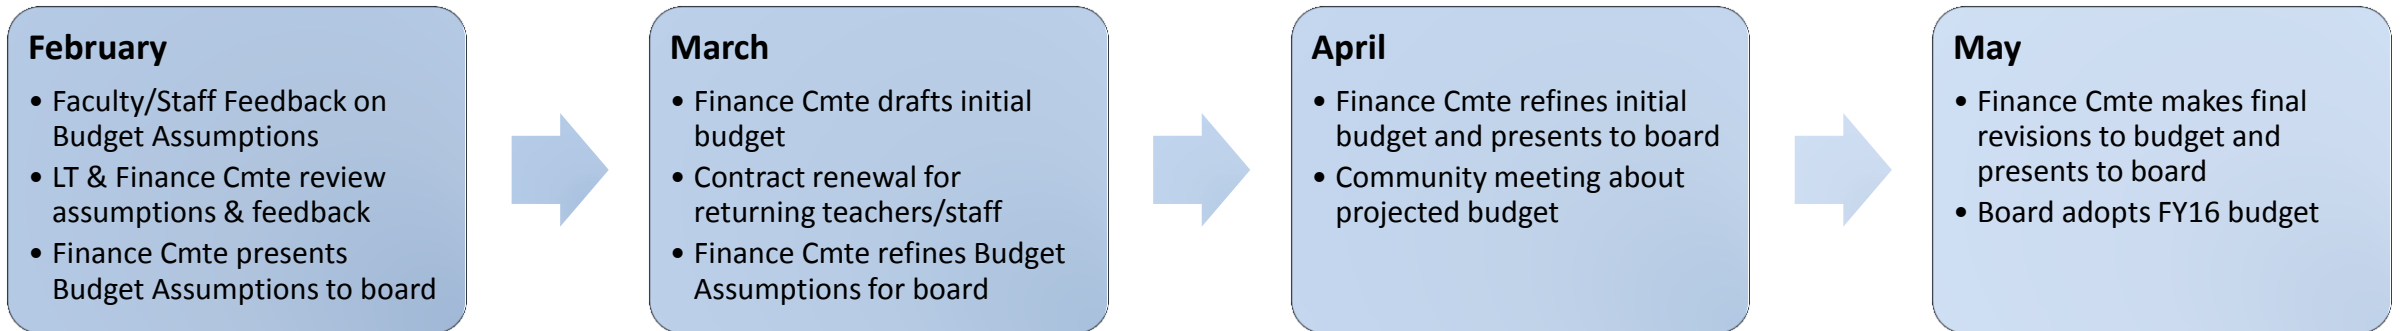 February
• Faculty/Staff Feedback on
Budget Assumptions
• LT & Finance Cmte review
assumptions & feedback
• Finance Cmte presents
Budget Assumptions to board
March
• Finance Cmte drafts initial
budget
• Contract renewal for
returning teachers/staff
• Finance Cmte refines Budget
Assumptions for board
April
• Finance Cmte refines initial
budget and presents to board
• Community meeting about
projected budget
May
• Finance Cmte makes final
revisions to budget and
presents to board
• Board adopts FY16 budget